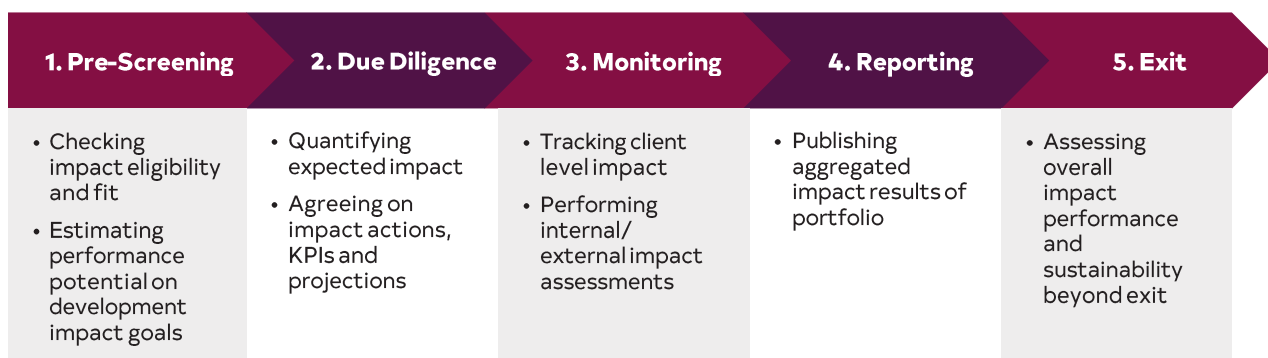 1. Pre-Screening
2. Due Diligence
3. Monitoring
4. Reporting
5. Exit
• Checking
impact eligibility
and fit
• Estimating
performance
potential on
development
impact goals
• Quantifying
expected impact
• Agreeing on
impact actions,
KPIs and
projections
• Tracking client
level impact
• Performing
internal/
external impact
assessments
• Publishing
aggregated
impact results of
portfolio
• Assessing
overall
impact
performance
and
sustainability
beyond exit